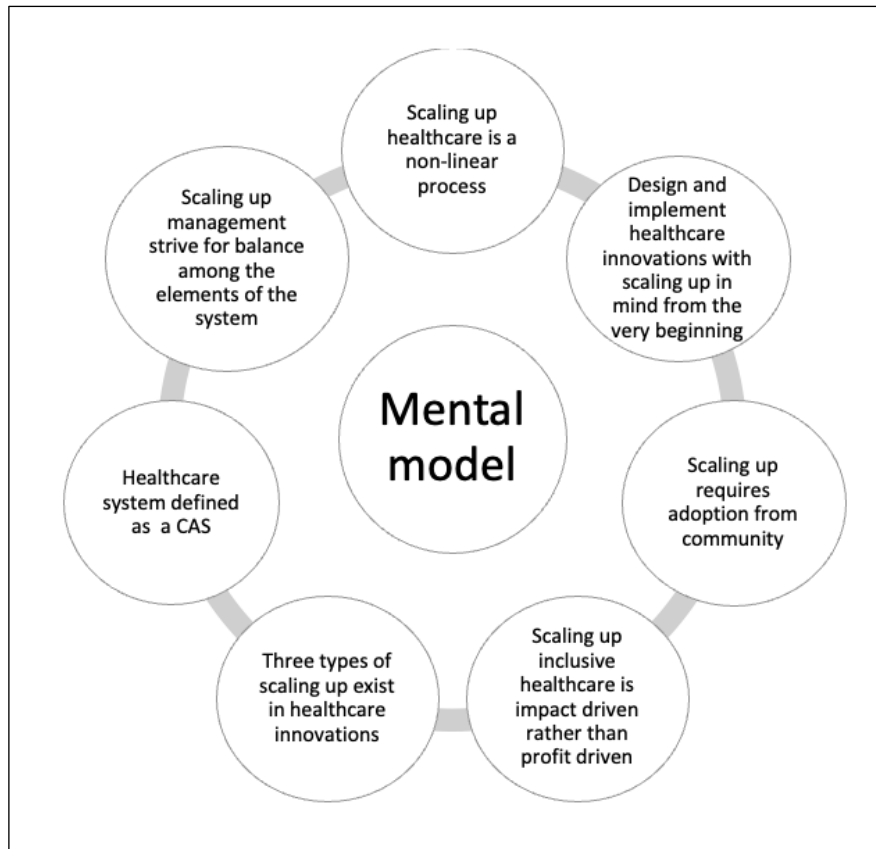 Scaling up
healthcare is a
non-linear
process
Design and
implement
healthcare
innovations with
scaling up in
mind from the
very beginning
Scaling up
requires
adoption from
community
Scaling up
inclusive
healthcare is
impact driven
rather than
profit driven
Three types of
scaling up exist
in healthcare
innovations
Healthcare
system defined
as a CAS
Scaling up
management
strive for balance
among the
elements of the
system
Mental
model